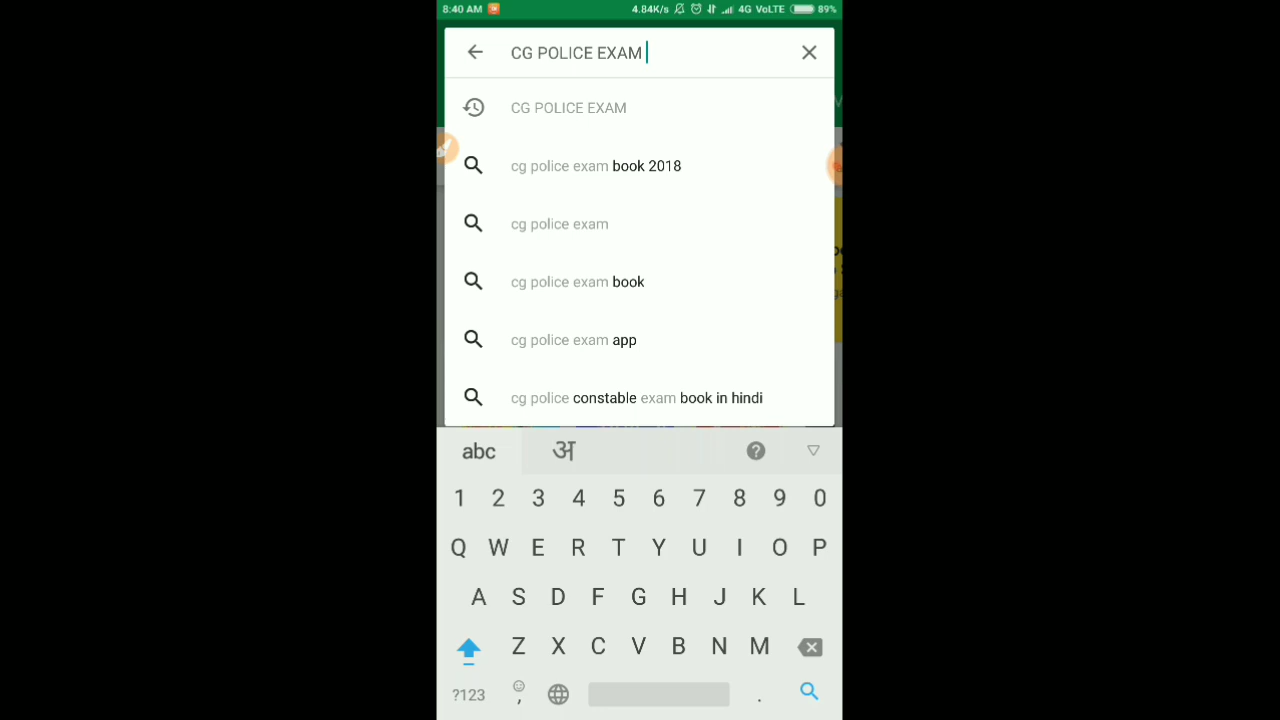 8:40 AM 4.84K/s 4G VoLTE 89%
CG POLICE EXAM
CG POLICE EXAM
cg police exam book 2018
cg police exam
cg police exam book
cg police exam app
cg police constable exam book in hindi
abc अ ?
1 2 3 4 5 6 7 8 9 0
Q W E R T Y U I O P
A S D F G H J K L
Z X C V B N M
?123 , .